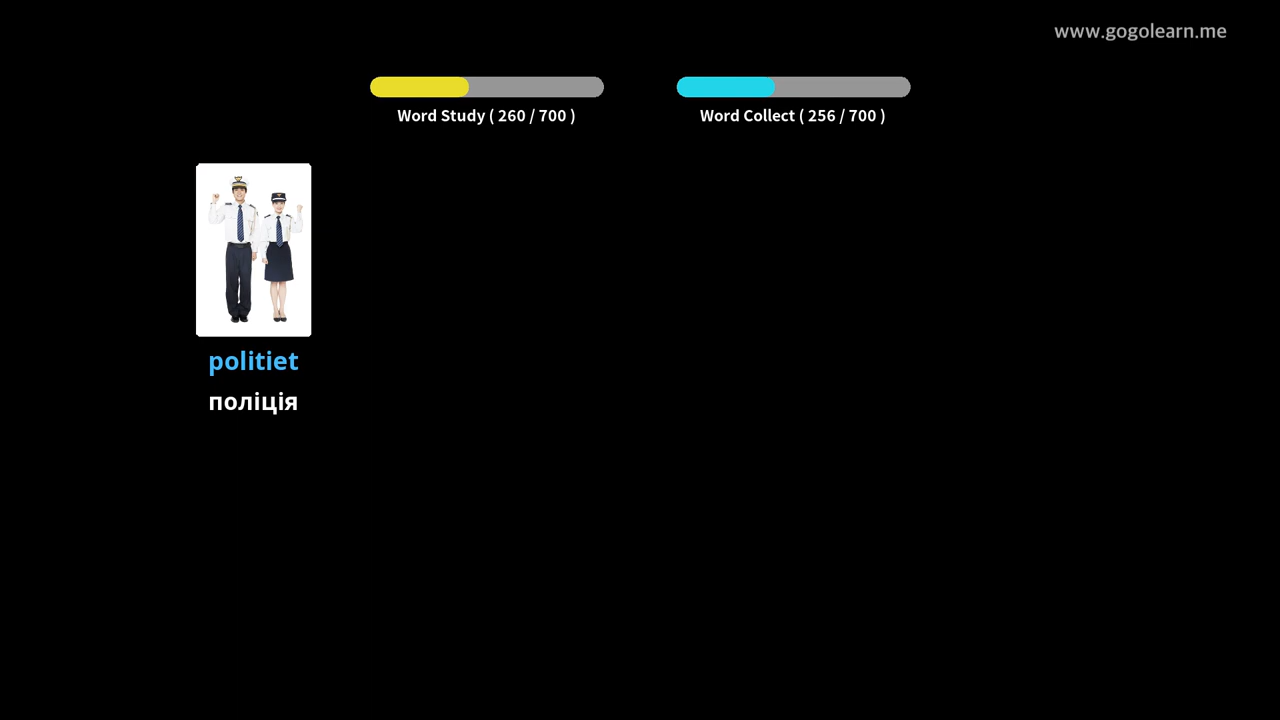 www.gogolearn.me
Word Study ( 260 / 700 )
Word Collect ( 256 / 700 )
politiet
поліція